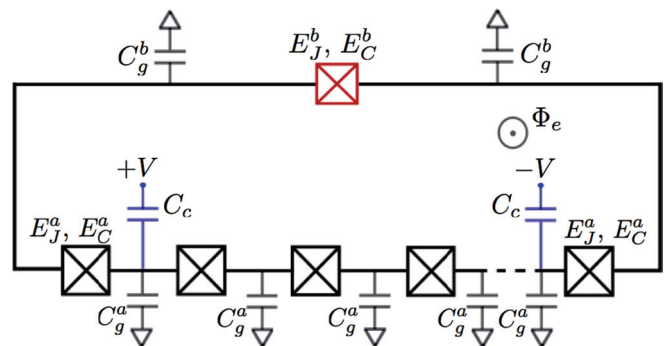 C_g^b
E_J^b, E_C^b
C_g^b
Φ_e
+V
-V
C_c
C_c
E_J^a, E_C^a
E_J^a, E_C^a
C_g^a
C_g^a
C_g^a
C_g^a
C_g^a